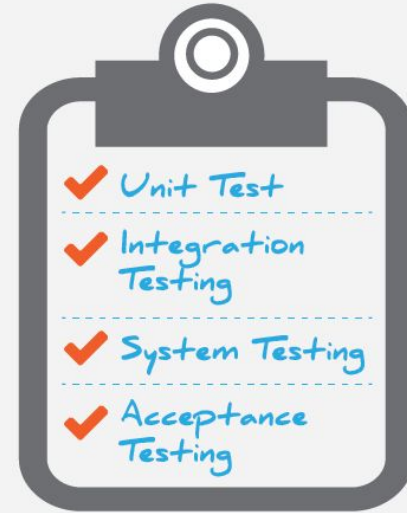 Unit Test
Integration
Testing
System Testing
Acceptance
Testing